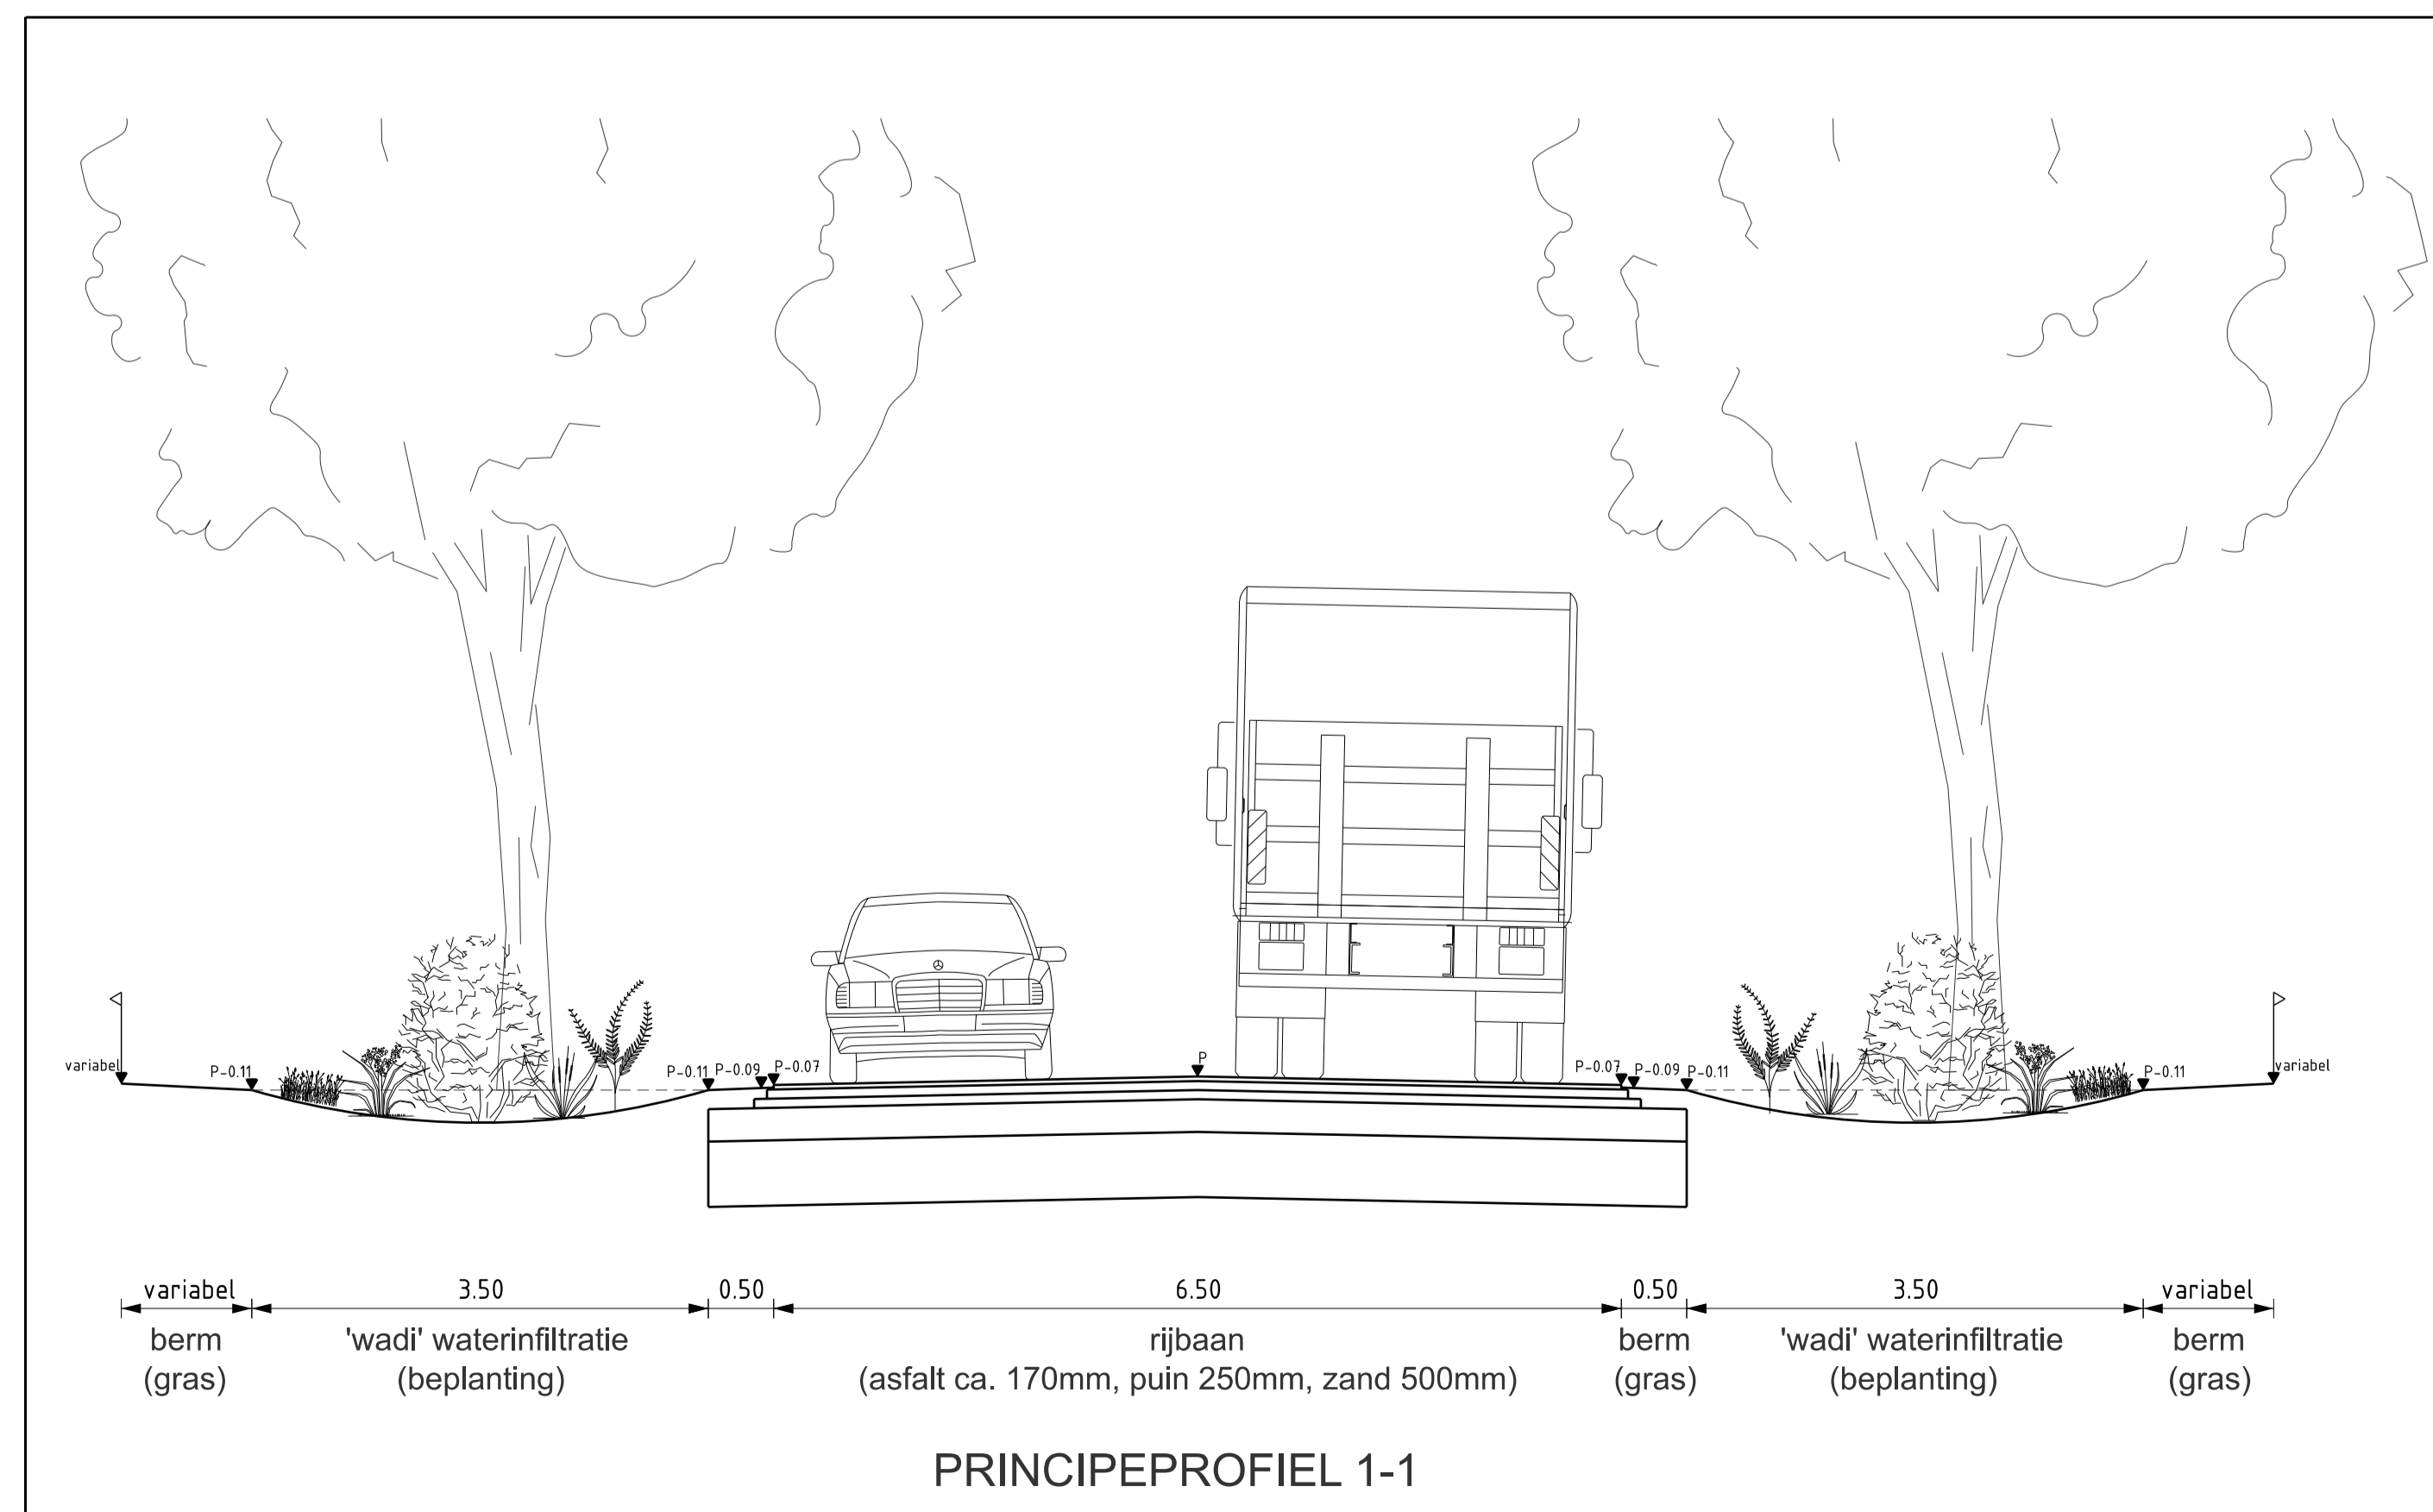 variabel
P-0.11
P-0.11
P-0.09
P-0.07
P
P-0.07
P-0.09
P-0.11
P-0.11
variabel
variabel
3.50
0.50
6.50
0.50
3.50
variabel
berm
(gras)
'wadi' waterinfiltratie
(beplanting)
rijbaan
(asfalt ca. 170mm, puin 250mm, zand 500mm)
berm
(gras)
'wadi' waterinfiltratie
(beplanting)
berm
(gras)
PRINCIPEPROFIEL 1-1